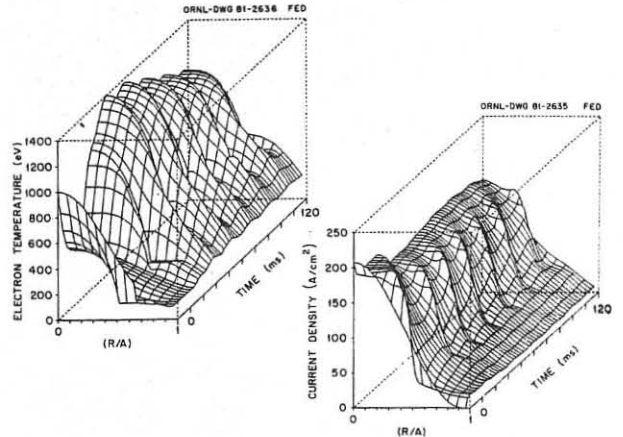 ORNL-DWG 81-2636 FED
1400
1200
1000
800
600
400
200
0
ELECTRON TEMPERATURE (eV)
0
(R/A)
1
0
TIME (ms)
120
ORNL-DWG 81-2635 FED
250
200
150
100
50
0
CURRENT DENSITY (A/cm²)
0
(R/A)
1
0
TIME (ms)
120